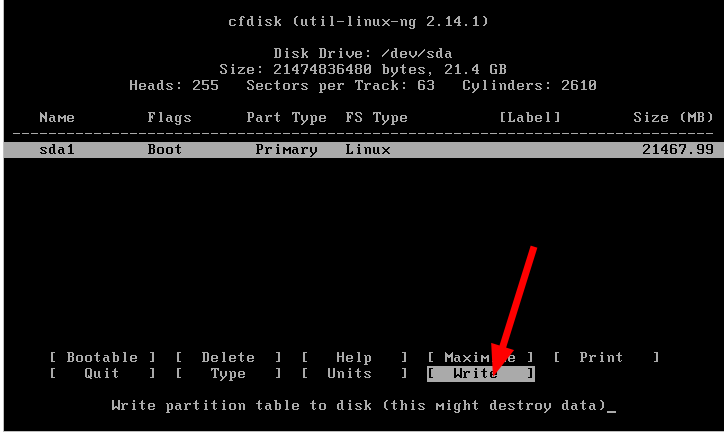 cfdisk (util-linux-ng 2.14.1)
Disk Drive: /dev/sda
Size: 21474836480 bytes, 21.4 GB
Heads: 255 Sectors per Track: 63 Cylinders: 2610
Name Flags Part Type FS Type [Label] Size (MB)
sda1 Boot Primary Linux 21467.99
[ Bootable ] [ Delete ] [ Help ] [ Maximize ] [ Print ]
[ Quit ] [ Type ] [ Units ] [ Write ]
Write partition table to disk (this might destroy data)_